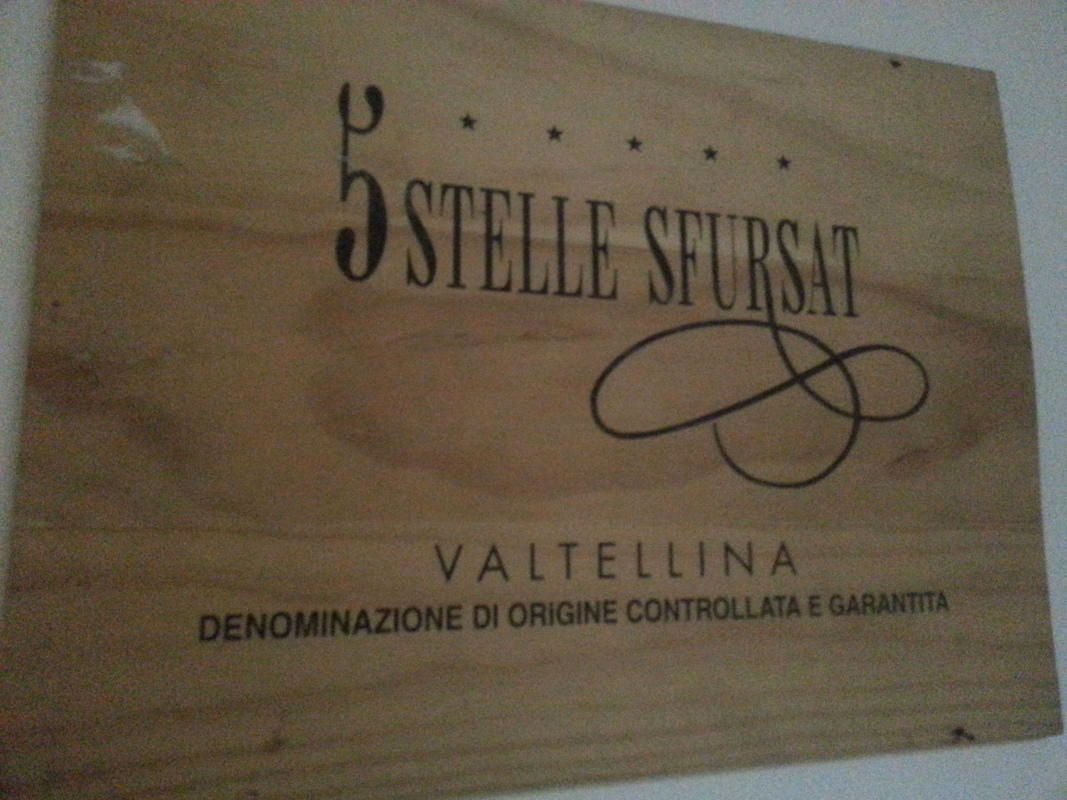 5 STELLE SFURSAT
VALTELLINA
DENOMINAZIONE DI ORIGINE CONTROLLATA E GARANTITA